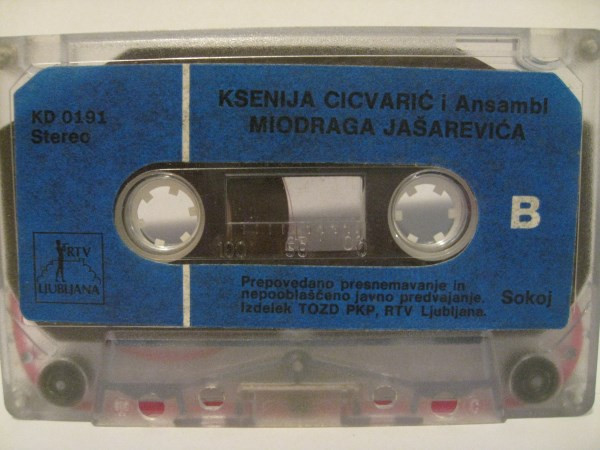 KD 0191
Stereo
KSENIJA CICVARIĆ i Ansambl
MIODRAGA JAŠAREVIĆA
B
100 50 0
RTV
LJUBLJANA
Prepovedano presnemavanje in
nepooblaščeno javno predvajanje.
Izdelek TOZD PKP, RTV Ljubljana.
Sokoj